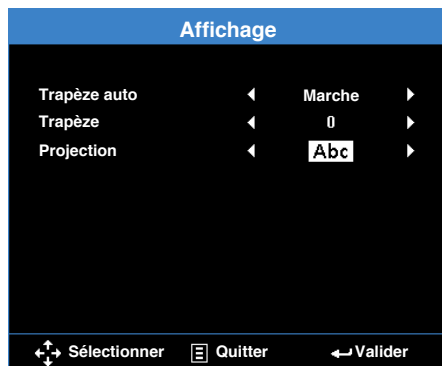 Affichage
Trapèze auto Marche
Trapèze 0
Projection Abc
Sélectionner Quitter Valider